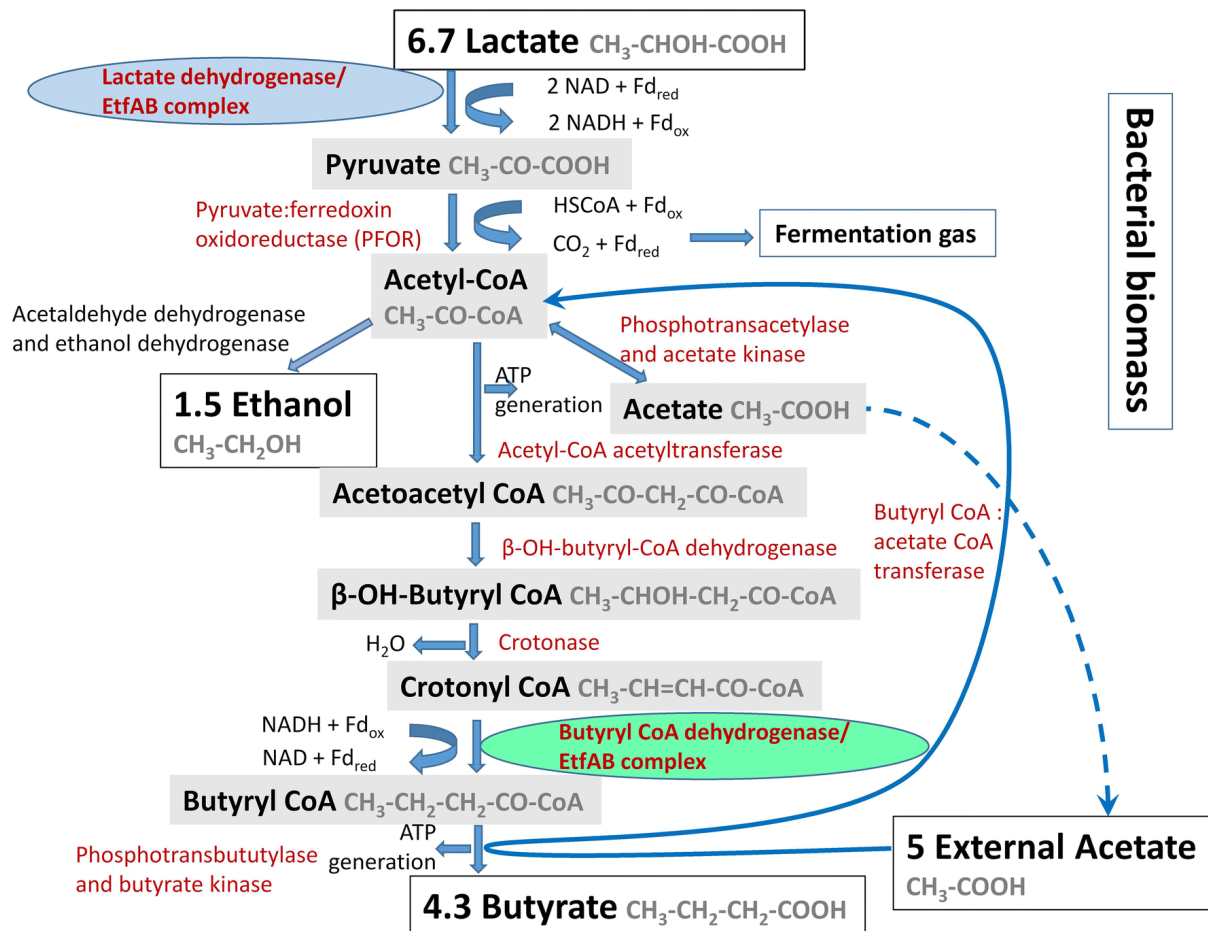 6.7 Lactate CH₃-CHOH-COOH
Lactate dehydrogenase/
EtfAB complex
2 NAD + Fd_red
2 NADH + Fd_ox
Pyruvate CH₃-CO-COOH
Pyruvate:ferredoxin
oxidoreductase (PFOR)
HSCoA + Fd_ox
CO₂ + Fd_red
Fermentation gas
Bacterial biomass
Acetyl-CoA
CH₃-CO-CoA
Acetaldehyde dehydrogenase
and ethanol dehydrogenase
Phosphotransacetylase
and acetate kinase
1.5 Ethanol
CH₃-CH₂OH
ATP
generation
Acetate CH₃-COOH
Acetyl-CoA acetyltransferase
Acetoacetyl CoA CH₃-CO-CH₂-CO-CoA
Butyryl CoA :
acetate CoA
transferase
β-OH-butyryl-CoA dehydrogenase
β-OH-Butyryl CoA CH₃-CHOH-CH₂-CO-CoA
H₂O
Crotonase
Crotonyl CoA CH₃-CH=CH-CO-CoA
NADH + Fd_ox
NAD + Fd_red
Butyryl CoA dehydrogenase/
EtfAB complex
Butyryl CoA CH₃-CH₂-CH₂-CO-CoA
ATP
generation
Phosphotransbututylase
and butyrate kinase
5 External Acetate
CH₃-COOH
4.3 Butyrate CH₃-CH₂-CH₂-COOH